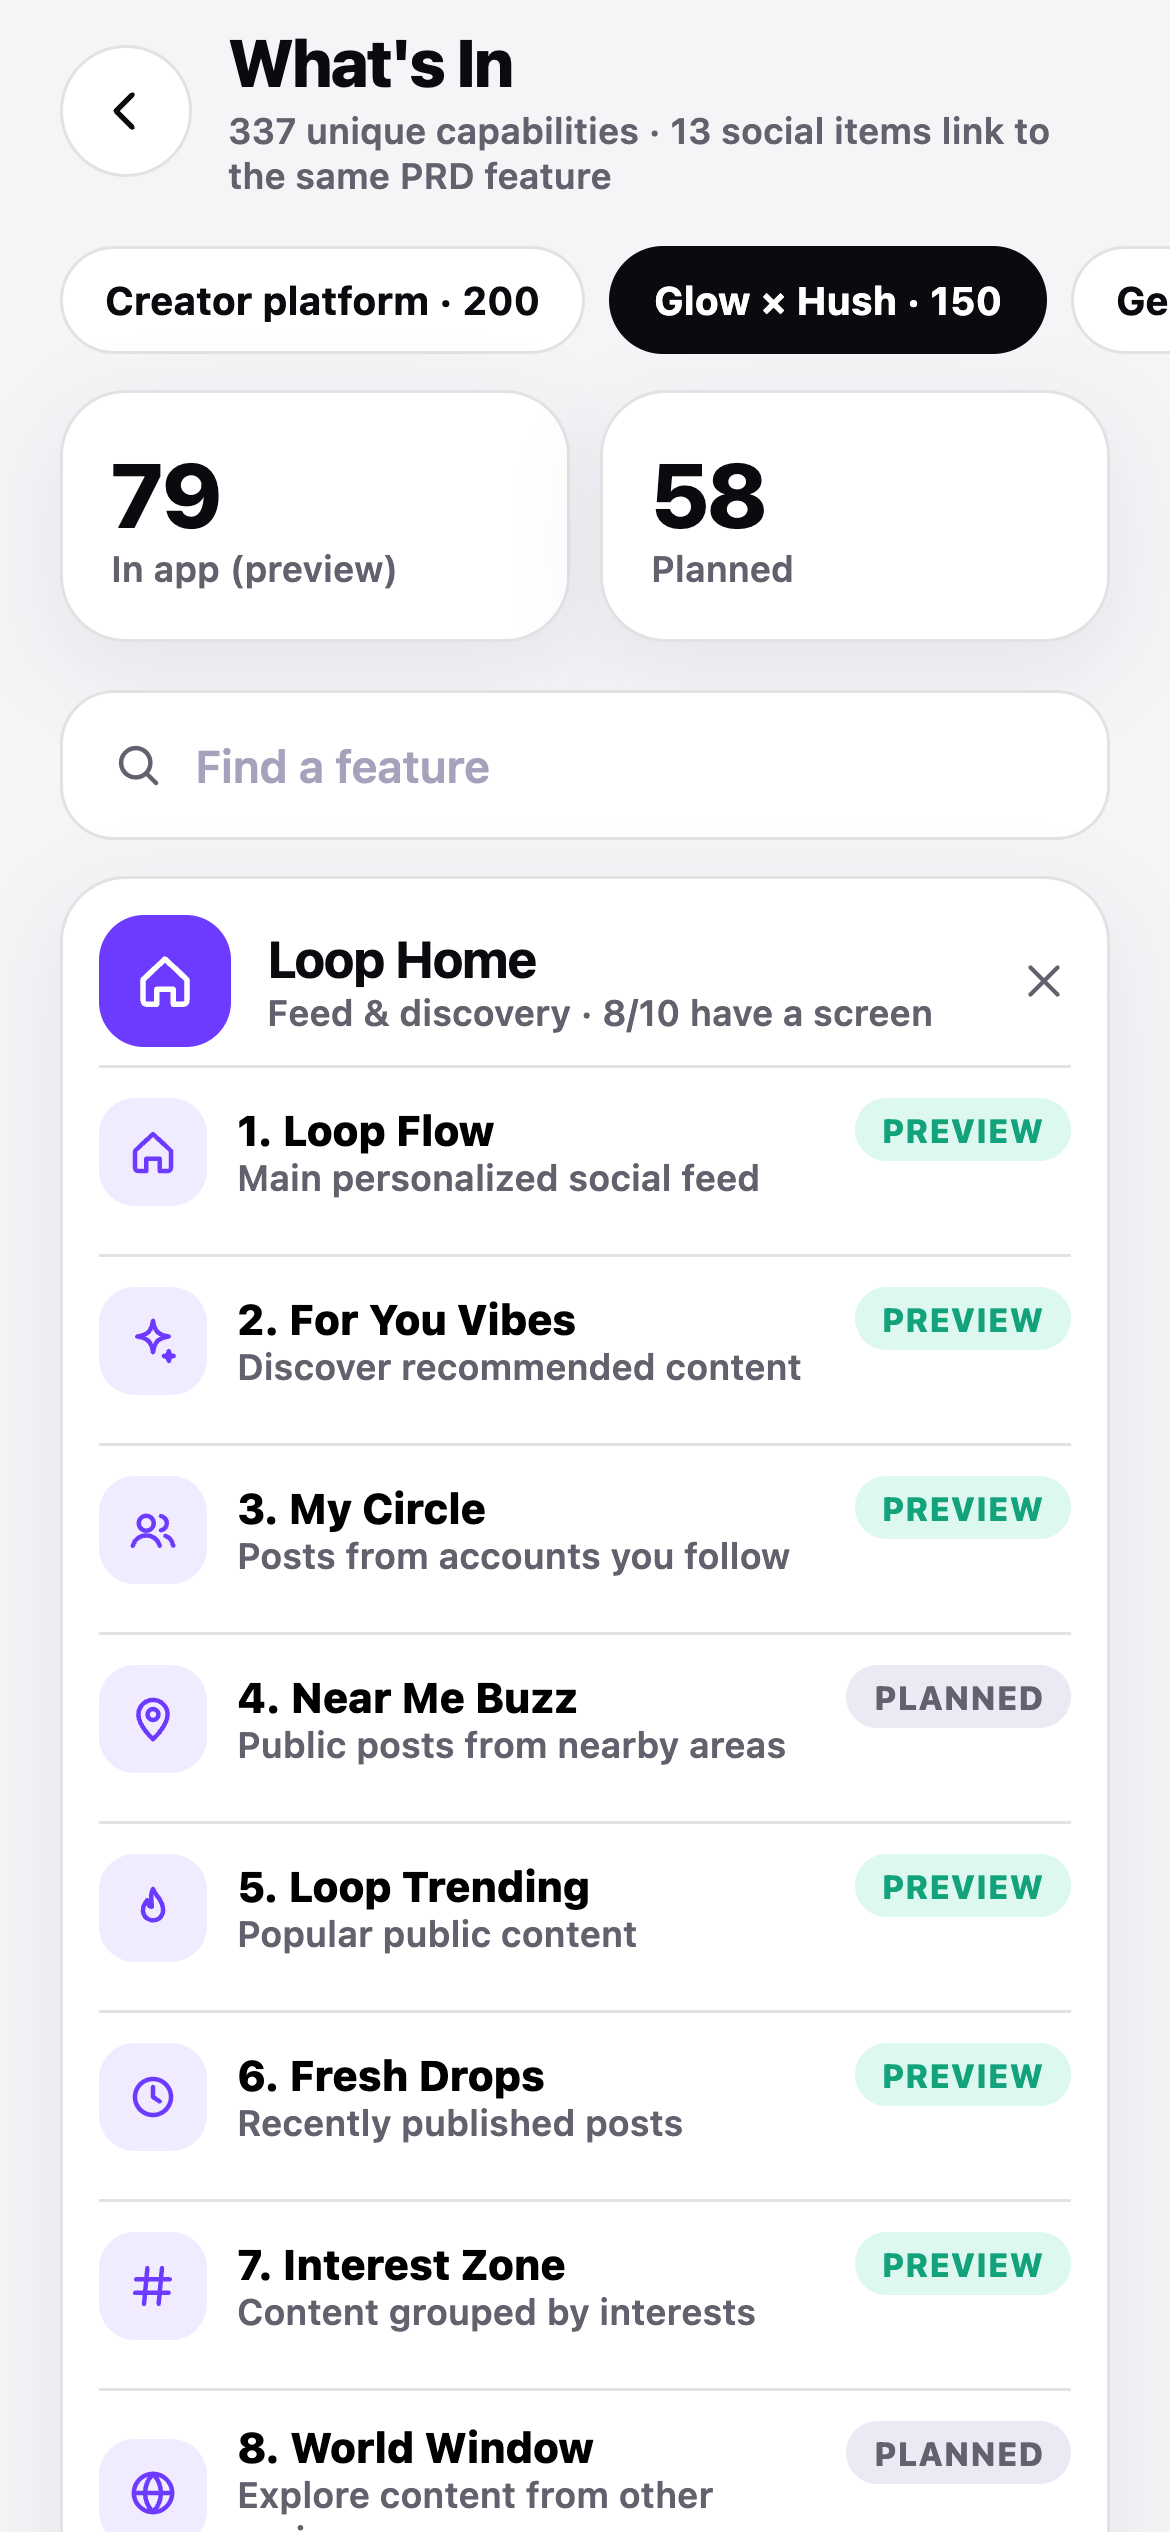 What's In
337 unique capabilities · 13 social items link to
the same PRD feature
Creator platform · 200
Glow × Hush · 150
Ge
79
In app (preview)
58
Planned
Find a feature
Loop Home
Feed & discovery · 8/10 have a screen
1. Loop Flow
PREVIEW
Main personalized social feed
2. For You Vibes
PREVIEW
Discover recommended content
3. My Circle
PREVIEW
Posts from accounts you follow
4. Near Me Buzz
PLANNED
Public posts from nearby areas
5. Loop Trending
PREVIEW
Popular public content
6. Fresh Drops
PREVIEW
Recently published posts
7. Interest Zone
PREVIEW
Content grouped by interests
8. World Window
PLANNED
Explore content from other